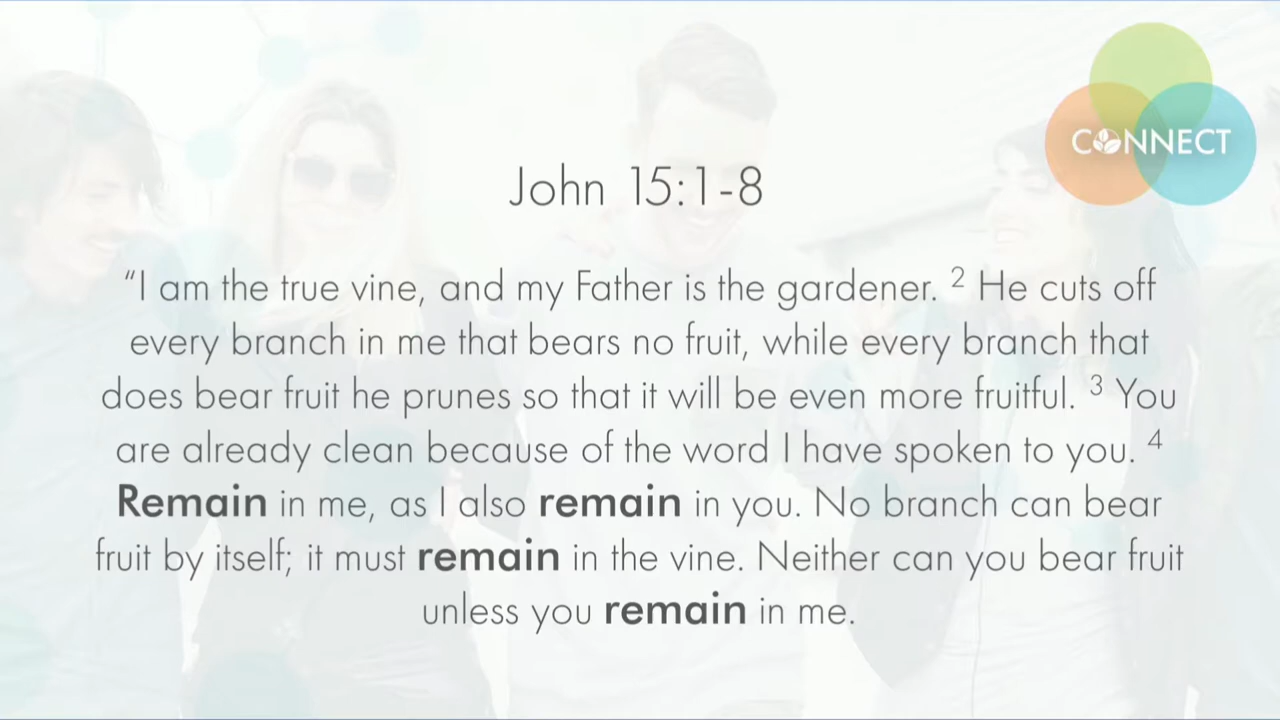 CONNECT
John 15:1-8
“I am the true vine, and my Father is the gardener. ² He cuts off
every branch in me that bears no fruit, while every branch that
does bear fruit he prunes so that it will be even more fruitful. ³ You
are already clean because of the word I have spoken to you. ⁴
Remain in me, as I also remain in you. No branch can bear
fruit by itself; it must remain in the vine. Neither can you bear fruit
unless you remain in me.